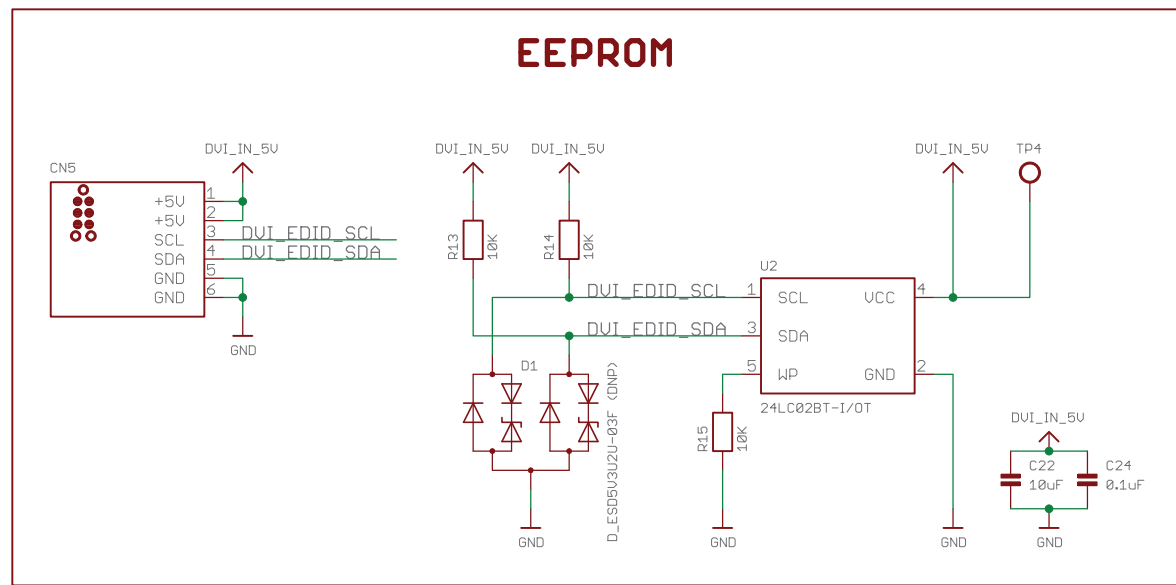 EEPROM
CN5
DVI_IN_5V
+5V 1
+5V 2
SCL 3 DVI_EDID_SCL
SDA 4 DVI_EDID_SDA
GND 5
GND 6
GND
DVI_IN_5V
DVI_IN_5V
R13
10K
R14
10K
DVI_EDID_SCL
DVI_EDID_SDA
D1
D_ESD5V3U2U-03F (DNP)
GND
U2
1 SCL
3 SDA
5 WP
VCC 4
GND 2
24LC02BT-I/OT
R15
10K
GND
DVI_IN_5V
TP4
GND
DVI_IN_5V
C22
10uF
C24
0.1uF
GND